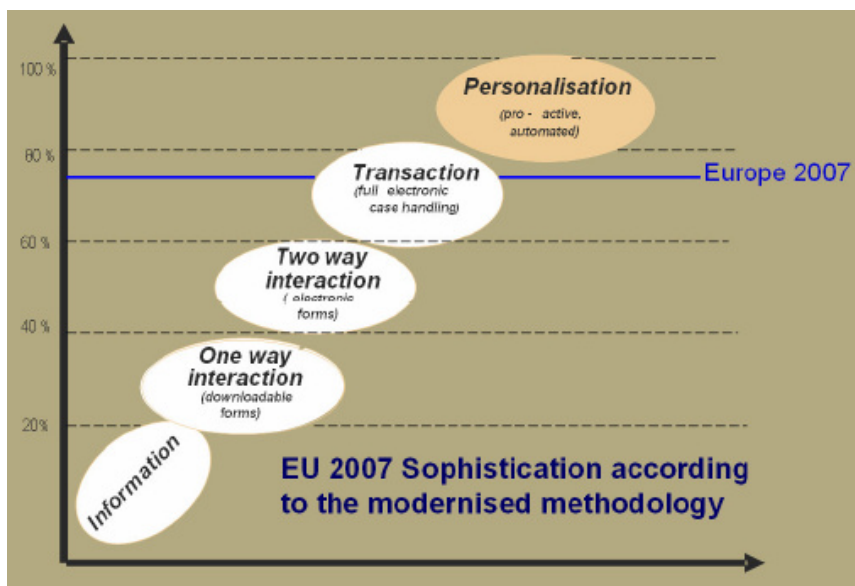 100 %
Personalisation
(pro - active,
automated)
80 %
Transaction
(full electronic
case handling)
Europe 2007
60 %
Two way
interaction
( electronic
forms)
40 %
One way
interaction
(downloadable
forms)
20%
Information
EU 2007 Sophistication according
to the modernised methodology